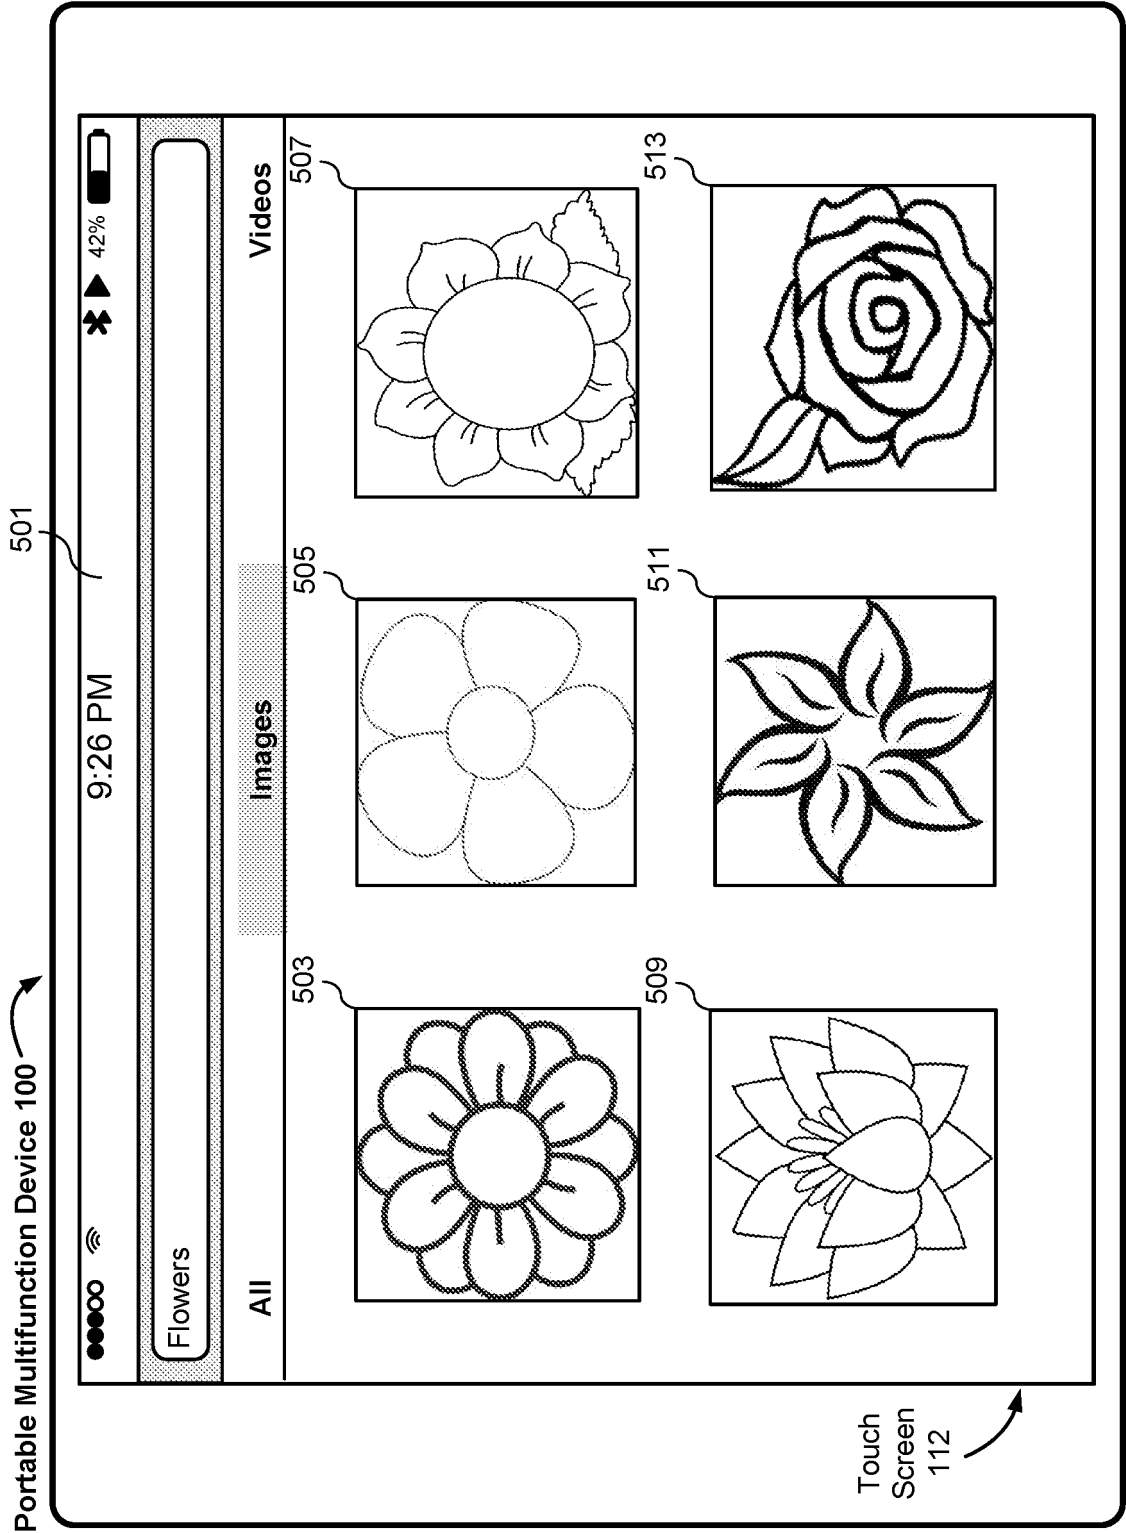 Portable Multifunction Device 100
501
9:26 PM
42%
Flowers
All
Images
Videos
503
505
507
509
511
513
Touch
Screen
112